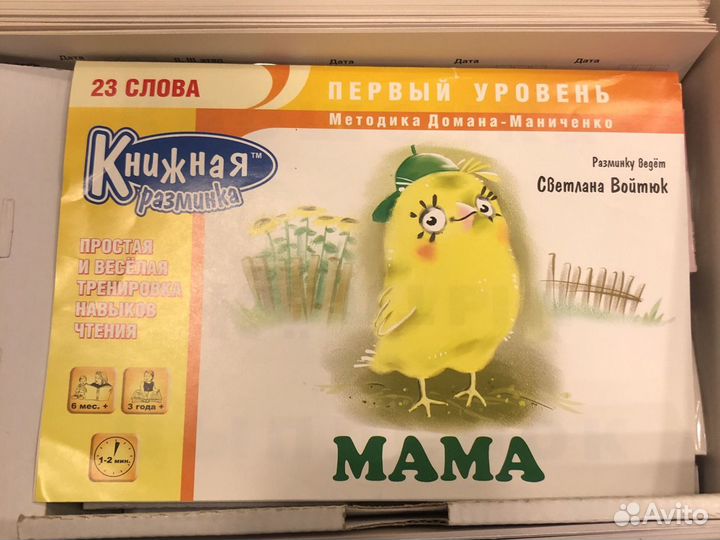 Дата
Дата
Дата
23 СЛОВА
ПЕРВЫЙ УРОВЕНЬ
Методика Домана-Маниченко
Книжная™
разминка
Разминку ведёт
Светлана Войтюк
ПРОСТАЯ
И ВЕСЁЛАЯ
ТРЕНИРОВКА
НАВЫКОВ
ЧТЕНИЯ
6 мес. +
3 года +
1-2 мин.
МАМА
Avito